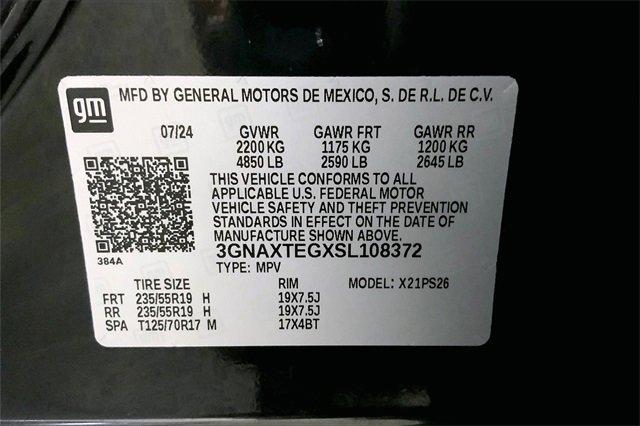 gm
MFD BY GENERAL MOTORS DE MEXICO, S. DE R.L. DE C.V.
07/24 GVWR GAWR FRT GAWR RR
2200 KG 1175 KG 1200 KG
4850 LB 2590 LB 2645 LB
THIS VEHICLE CONFORMS TO ALL
APPLICABLE U.S. FEDERAL MOTOR
VEHICLE SAFETY AND THEFT PREVENTION
STANDARDS IN EFFECT ON THE DATE OF
MANUFACTURE SHOWN ABOVE.
384A 3GNAXTEGXSL108372
TYPE: MPV
TIRE SIZE RIM MODEL: X21PS26
FRT 235/55R19 H 19X7.5J
RR 235/55R19 H 19X7.5J
SPA T125/70R17 M 17X4BT